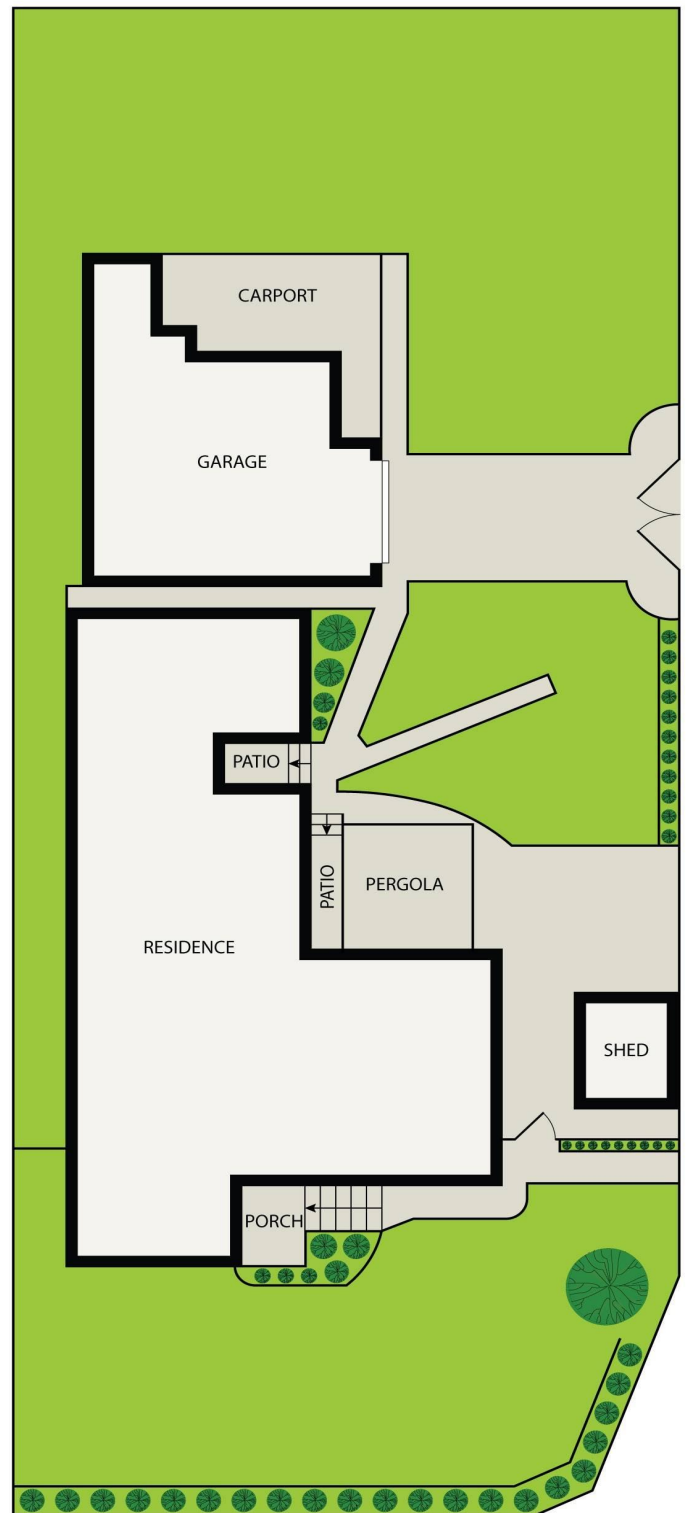 CARPORT
GARAGE
PATIO
PATIO
PERGOLA
RESIDENCE
SHED
PORCH